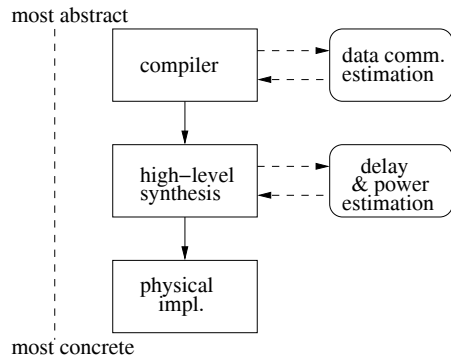 most abstract
compiler
data comm.
estimation
high-level
synthesis
delay
& power
estimation
physical
impl.
most concrete